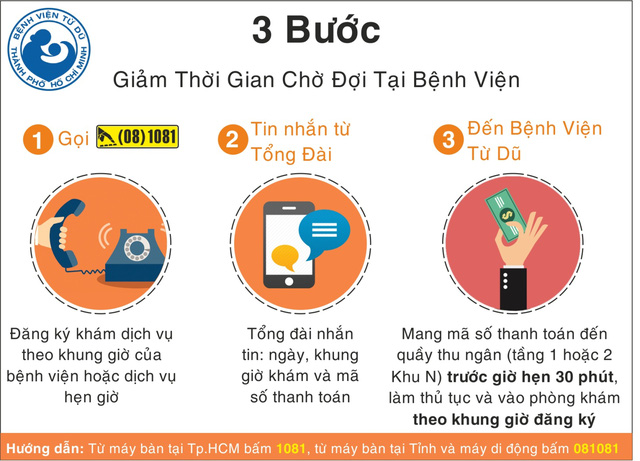 BỆNH VIỆN TỪ DŨ
THÀNH PHỐ HỒ CHÍ MINH
3 Bước
Giảm Thời Gian Chờ Đợi Tại Bệnh Viện
1 Gọi (08) 1081
2 Tin nhắn từ
Tổng Đài
3 Đến Bệnh Viện
Từ Dũ
Đăng ký khám dịch vụ
theo khung giờ của
bệnh viện hoặc dịch vụ
hẹn giờ
Tổng đài nhắn
tin: ngày, khung
giờ khám và mã
số thanh toán
$
Mang mã số thanh toán đến
quầy thu ngân (tầng 1 hoặc 2
Khu N) trước giờ hẹn 30 phút,
làm thủ tục và vào phòng khám
theo khung giờ đăng ký
Hướng dẫn: Từ máy bàn tại Tp.HCM bấm 1081, từ máy bàn tại Tỉnh và máy di động bấm 081081